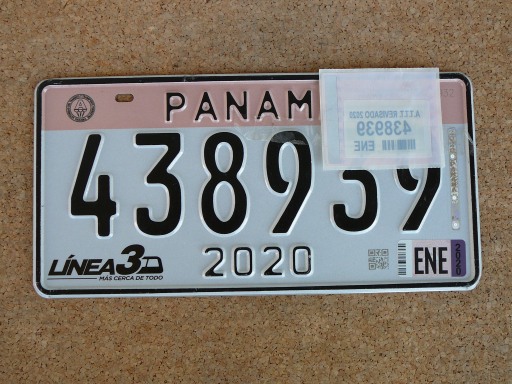 PANAM
A.T.T.T. REVISADO 2020
438939
ENE
438939
LÍNEA 3
MÁS CERCA DE TODO
2020
ENE
2020